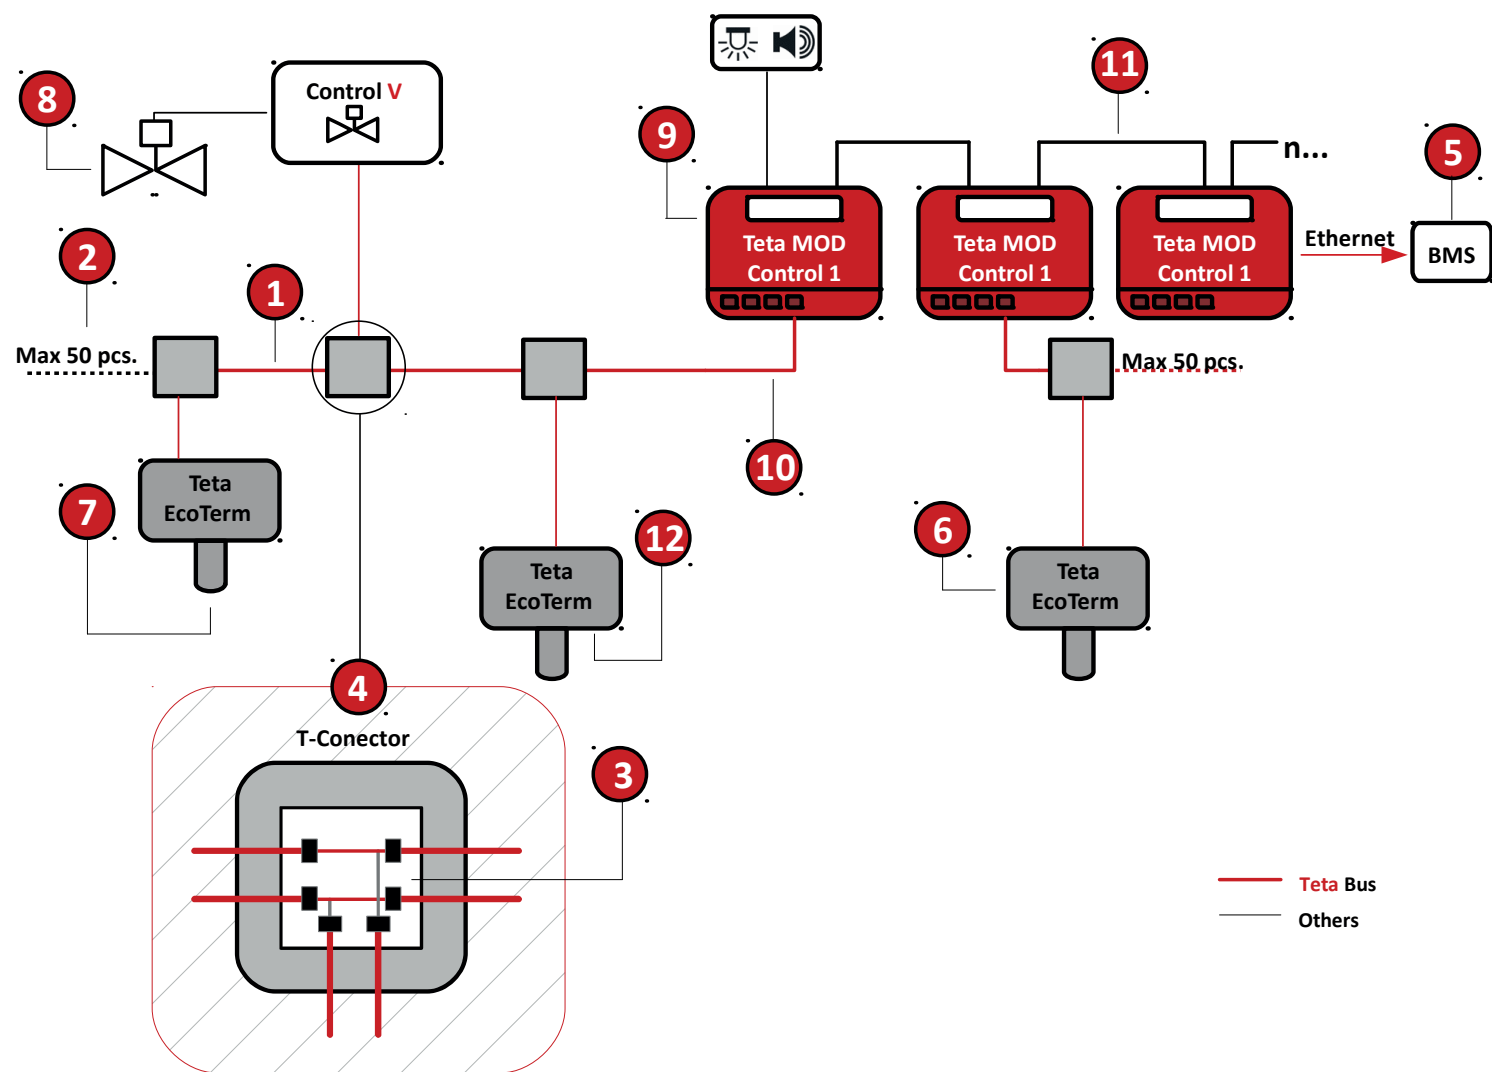 8
Control V
9
11
n...
5
Teta MOD
Control 1
Teta MOD
Control 1
Teta MOD
Control 1
Ethernet
BMS
2
1
Max 50 pcs.
Max 50 pcs.
10
7
Teta
EcoTerm
12
Teta
EcoTerm
6
Teta
EcoTerm
4
T-Conector
3
Teta Bus
Others